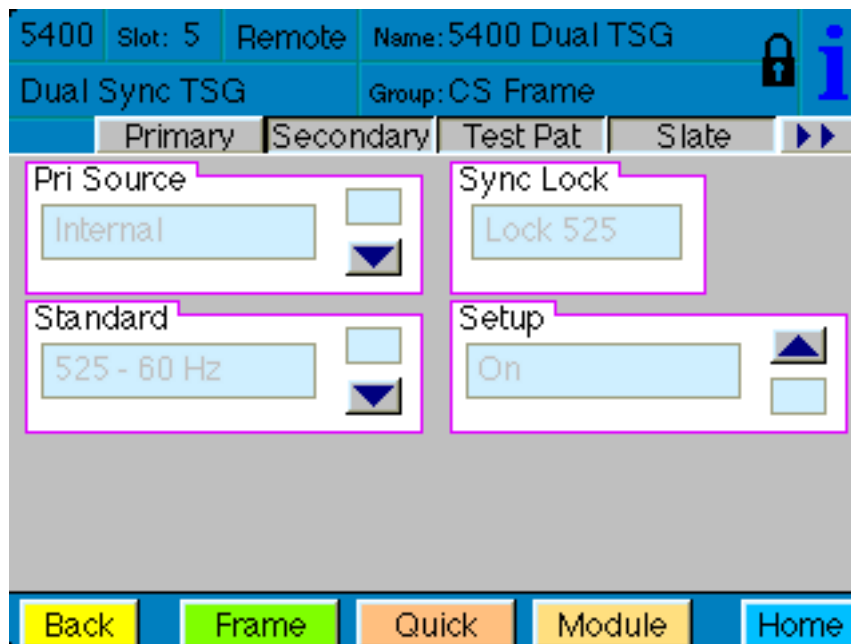 5400 Slot: 5 Remote Name: 5400 Dual TSG
Dual Sync TSG Group: CS Frame
Primary Secondary Test Pat Slate
Pri Source Sync Lock
Internal Lock 525
Standard Setup
525 - 60 Hz On
Back Frame Quick Module Home